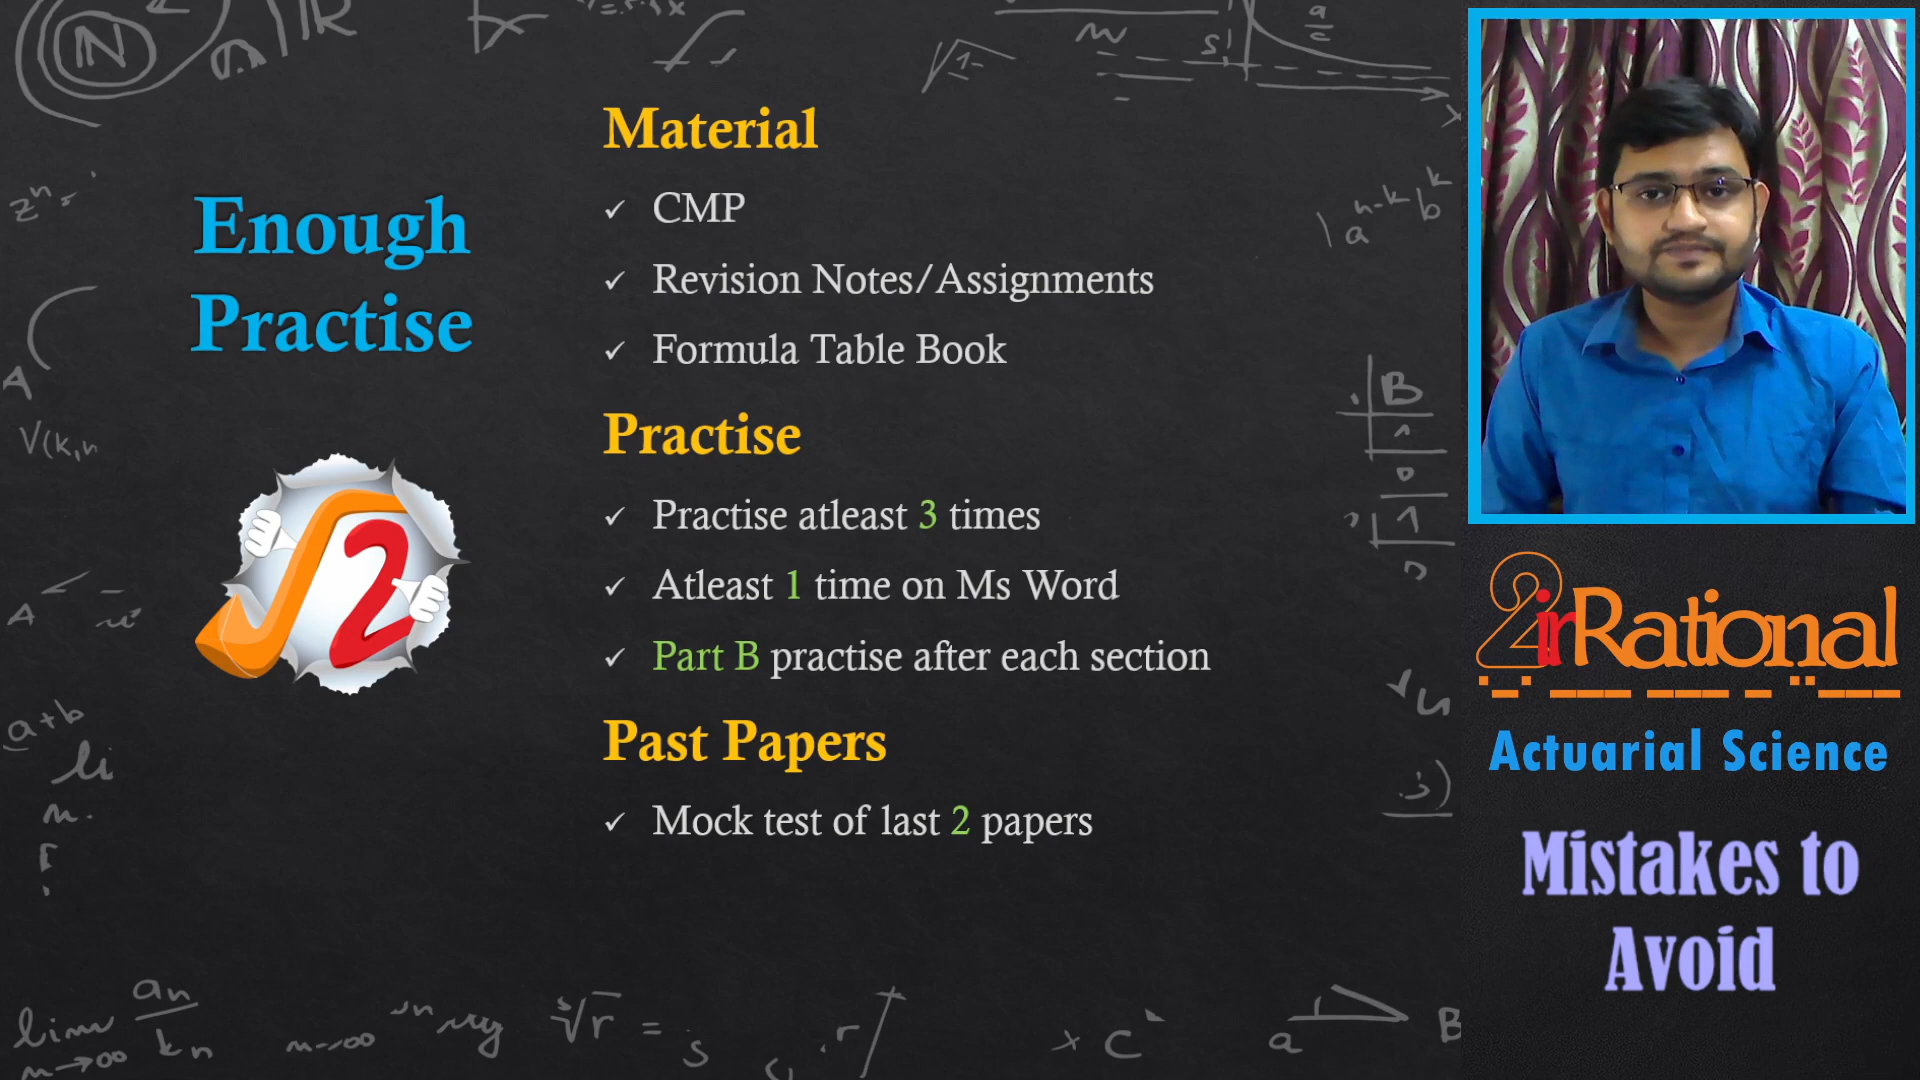 Enough
Practise
Material
CMP
Revision Notes/Assignments
Formula Table Book
Practise
Practise atleast 3 times
Atleast 1 time on Ms Word
Part B practise after each section
Past Papers
Mock test of last 2 papers
√2
2irRational
Actuarial Science
Mistakes to
Avoid